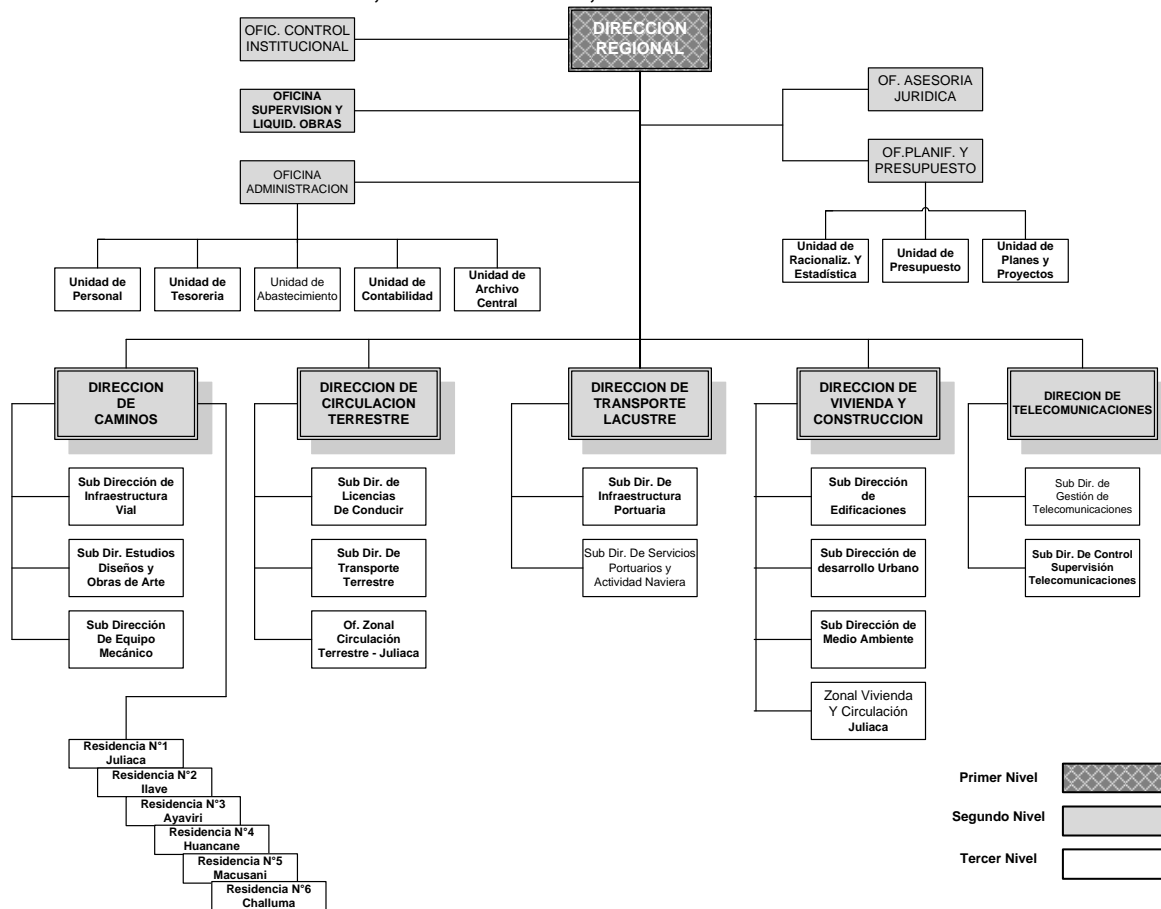 OFIC. CONTROL
INSTITUCIONAL
DIRECCION
REGIONAL
OFICINA
SUPERVISION Y
LIQUID. OBRAS
OF. ASESORIA
JURIDICA
OFICINA
ADMINISTRACION
OF.PLANIF. Y
PRESUPUESTO
Unidad de
Personal
Unidad de
Tesoreria
Unidad de
Abastecimiento
Unidad de
Contabilidad
Unidad de
Archivo
Central
Unidad de
Racionaliz. Y
Estadística
Unidad de
Presupuesto
Unidad de
Planes y
Proyectos
DIRECCION
DE
CAMINOS
DIRECCION DE
CIRCULACION
TERRESTRE
DIRECCION DE
TRANSPORTE
LACUSTRE
DIRECCION DE
VIVIENDA Y
CONSTRUCCION
DIRECION DE
TELECOMUNICACIONES
Sub Dirección de
Infraestructura
Vial
Sub Dir. Estudios
Diseños y
Obras de Arte
Sub Dirección
De Equipo
Mecánico
Sub Dir. de
Licencias
De Conducir
Sub Dir. De
Transporte
Terrestre
Of. Zonal
Circulación
Terrestre - Juliaca
Sub Dir. De
Infraestructura
Portuaria
Sub Dir. De Servicios
Portuarios y
Actividad Naviera
Sub Dirección
de
Edificaciones
Sub Dirección de
desarrollo Urbano
Sub Dirección de
Medio Ambiente
Zonal Vivienda
Y Circulación
Juliaca
Sub Dir. de
Gestión de
Telecomunicaciones
Sub Dir. De Control
Supervisión
Telecomunicaciones
Residencia N°1
Juliaca
Residencia N°2
Ilave
Residencia N°3
Ayaviri
Residencia N°4
Huancane
Residencia N°5
Macusani
Residencia N°6
Challuma
Primer Nivel
Segundo Nivel
Tercer Nivel